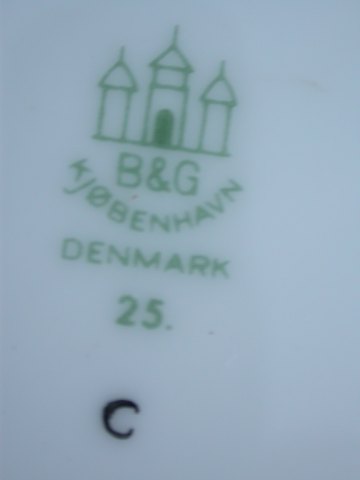 B&G
KJØBENHAVN
DENMARK
25.
C